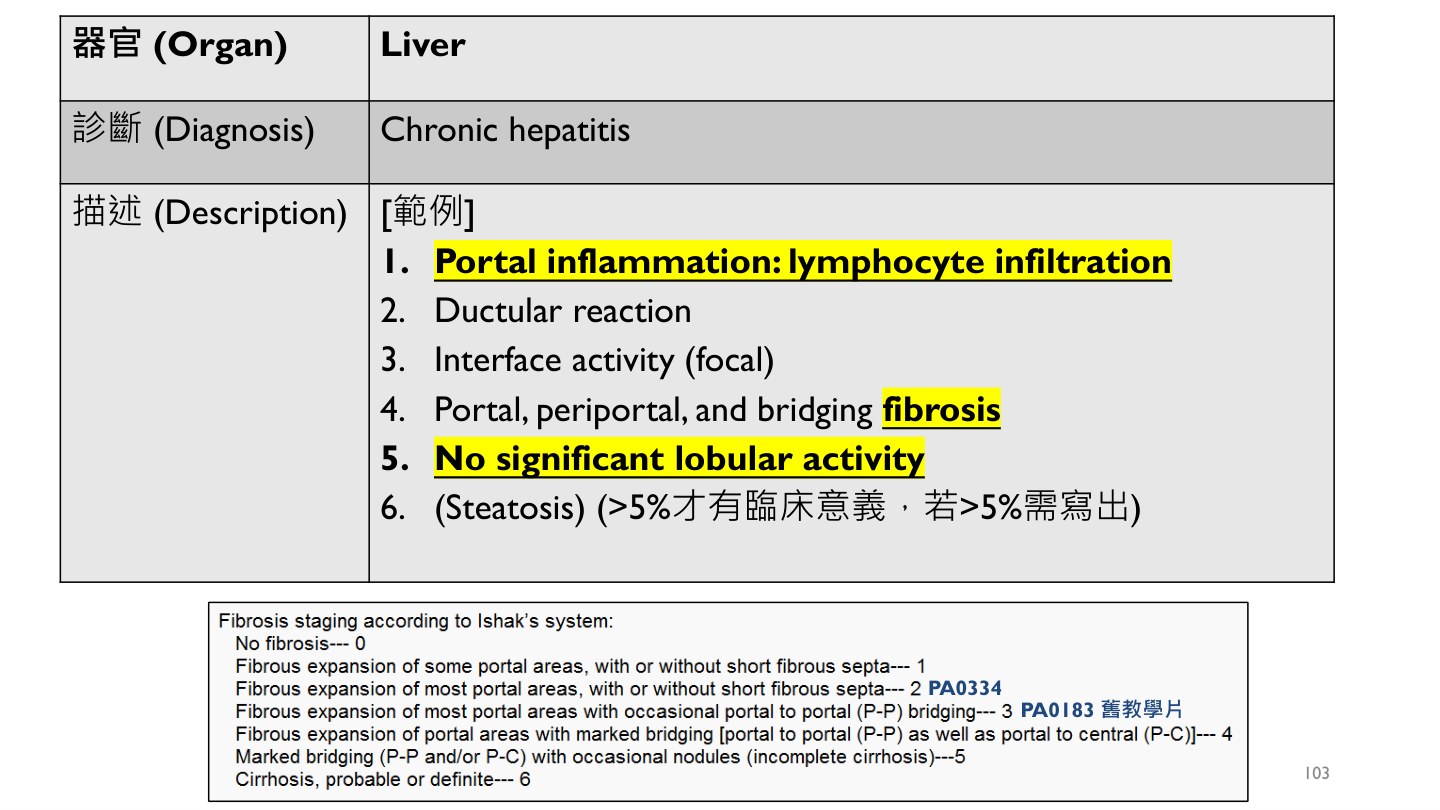 器官 (Organ) Liver
診斷 (Diagnosis) Chronic hepatitis
描述 (Description) [範例]
1. Portal inflammation: lymphocyte infiltration
2. Ductular reaction
3. Interface activity (focal)
4. Portal, periportal, and bridging fibrosis
5. No significant lobular activity
6. (Steatosis) (>5%才有臨床意義，若>5%需寫出)
Fibrosis staging according to Ishak's system:
No fibrosis--- 0
Fibrous expansion of some portal areas, with or without short fibrous septa--- 1
Fibrous expansion of most portal areas, with or without short fibrous septa--- 2 PA0334
Fibrous expansion of most portal areas with occasional portal to portal (P-P) bridging--- 3 PA0183 舊教學片
Fibrous expansion of portal areas with marked bridging [portal to portal (P-P) as well as portal to central (P-C)]--- 4
Marked bridging (P-P and/or P-C) with occasional nodules (incomplete cirrhosis)---5
Cirrhosis, probable or definite--- 6
103